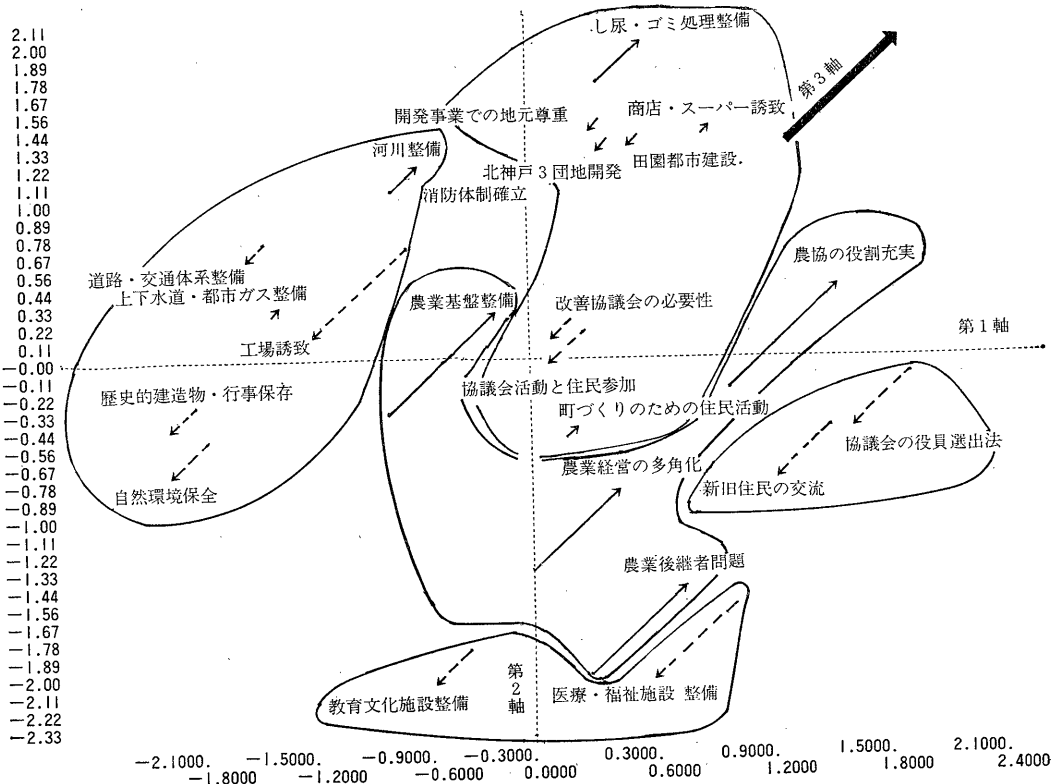 2.11
2.00
1.89
1.78
1.67
1.56
1.44
1.33
1.22
1.11
1.00
0.89
0.78
0.67
0.56
0.44
0.33
0.22
0.11
-0.00
-0.11
-0.22
-0.33
-0.44
-0.56
-0.67
-0.78
-0.89
-1.00
-1.11
-1.22
-1.33
-1.44
-1.56
-1.67
-1.78
-1.89
-2.00
-2.11
-2.22
-2.33
し尿・ゴミ処理整備
第3軸
商店・スーパー誘致
開発事業での地元尊重
河川整備
田園都市建設.
北神戸3団地開発
消防体制確立
農協の役割充実
道路・交通体系整備
上下水道・都市ガス整備
農業基盤整備
改善協議会の必要性
第1軸
工場誘致
協議会活動と住民参加
歴史的建造物・行事保存
町づくりのための住民活動
協議会の役員選出法
農業経営の多角化
新旧住民の交流
自然環境保全
農業後継者問題
第2軸
教育文化施設整備
医療・福祉施設 整備
-2.1000. -1.5000. -0.9000. -0.3000. 0.3000. 0.9000. 1.5000. 2.1000.
-1.8000 -1.2000 -0.6000 0.0000 0.6000 1.2000 1.8000 2.4000